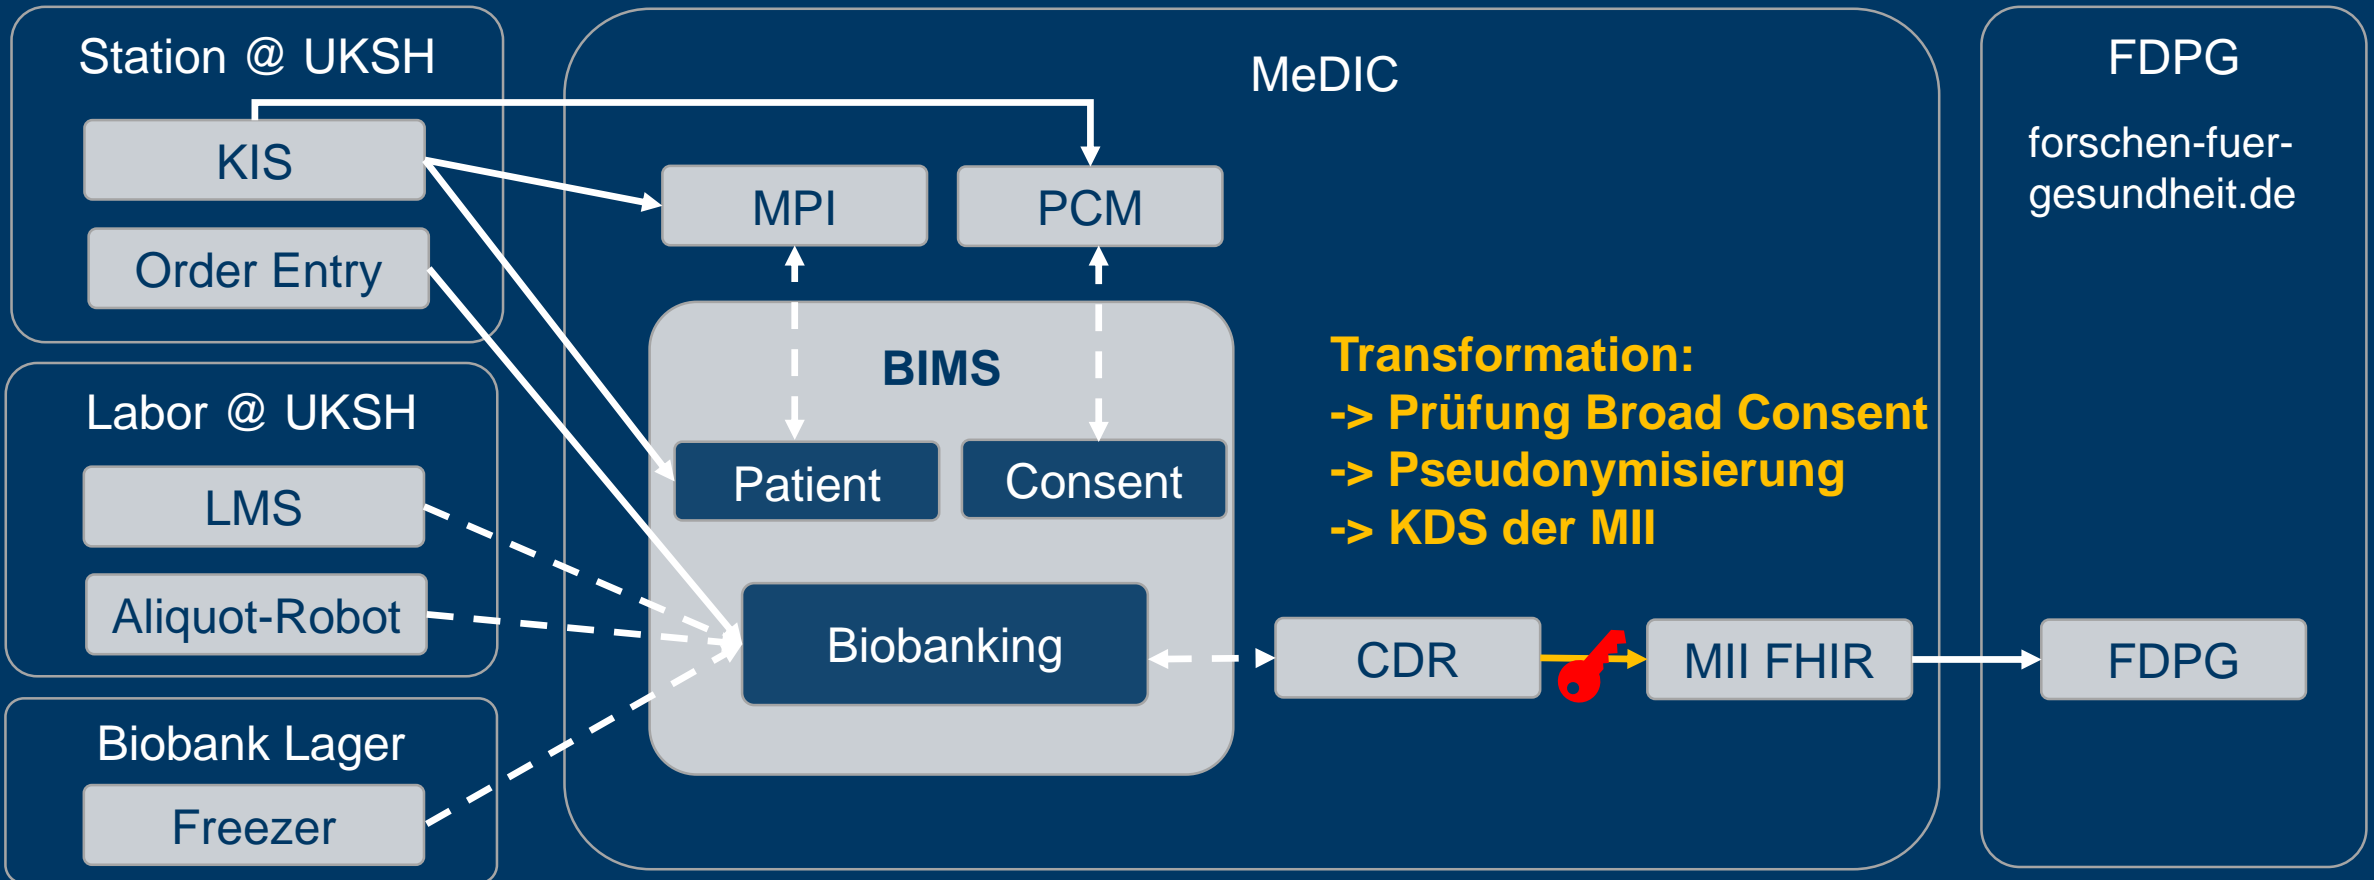 Station @ UKSH
KIS
Order Entry
Labor @ UKSH
LMS
Aliquot-Robot
Biobank Lager
Freezer
MeDIC
MPI
PCM
BIMS
Patient
Consent
Biobanking
Transformation:
-> Prüfung Broad Consent
-> Pseudonymisierung
-> KDS der MII
CDR
MII FHIR
FDPG
forschen-fuer-
gesundheit.de
FDPG